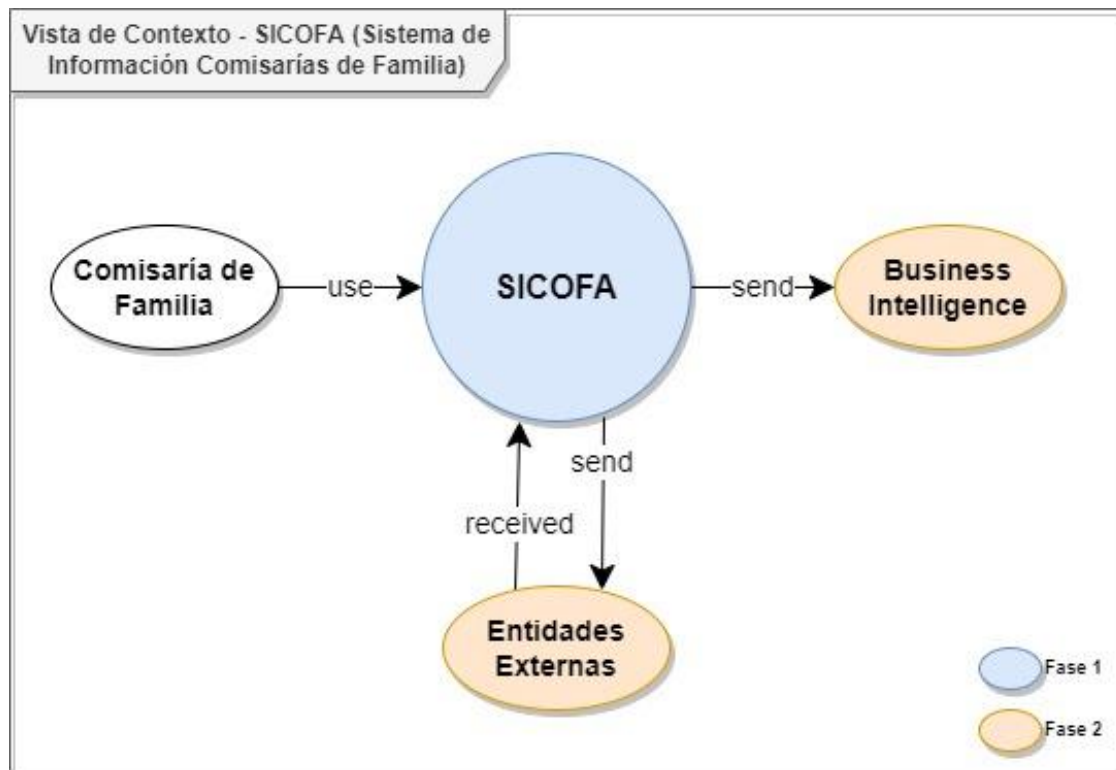 Vista de Contexto - SICOFA (Sistema de
Información Comisarías de Familia)
Comisaría de
Familia
use
SICOFA
send
Business
Intelligence
send
received
Entidades
Externas
Fase 1
Fase 2